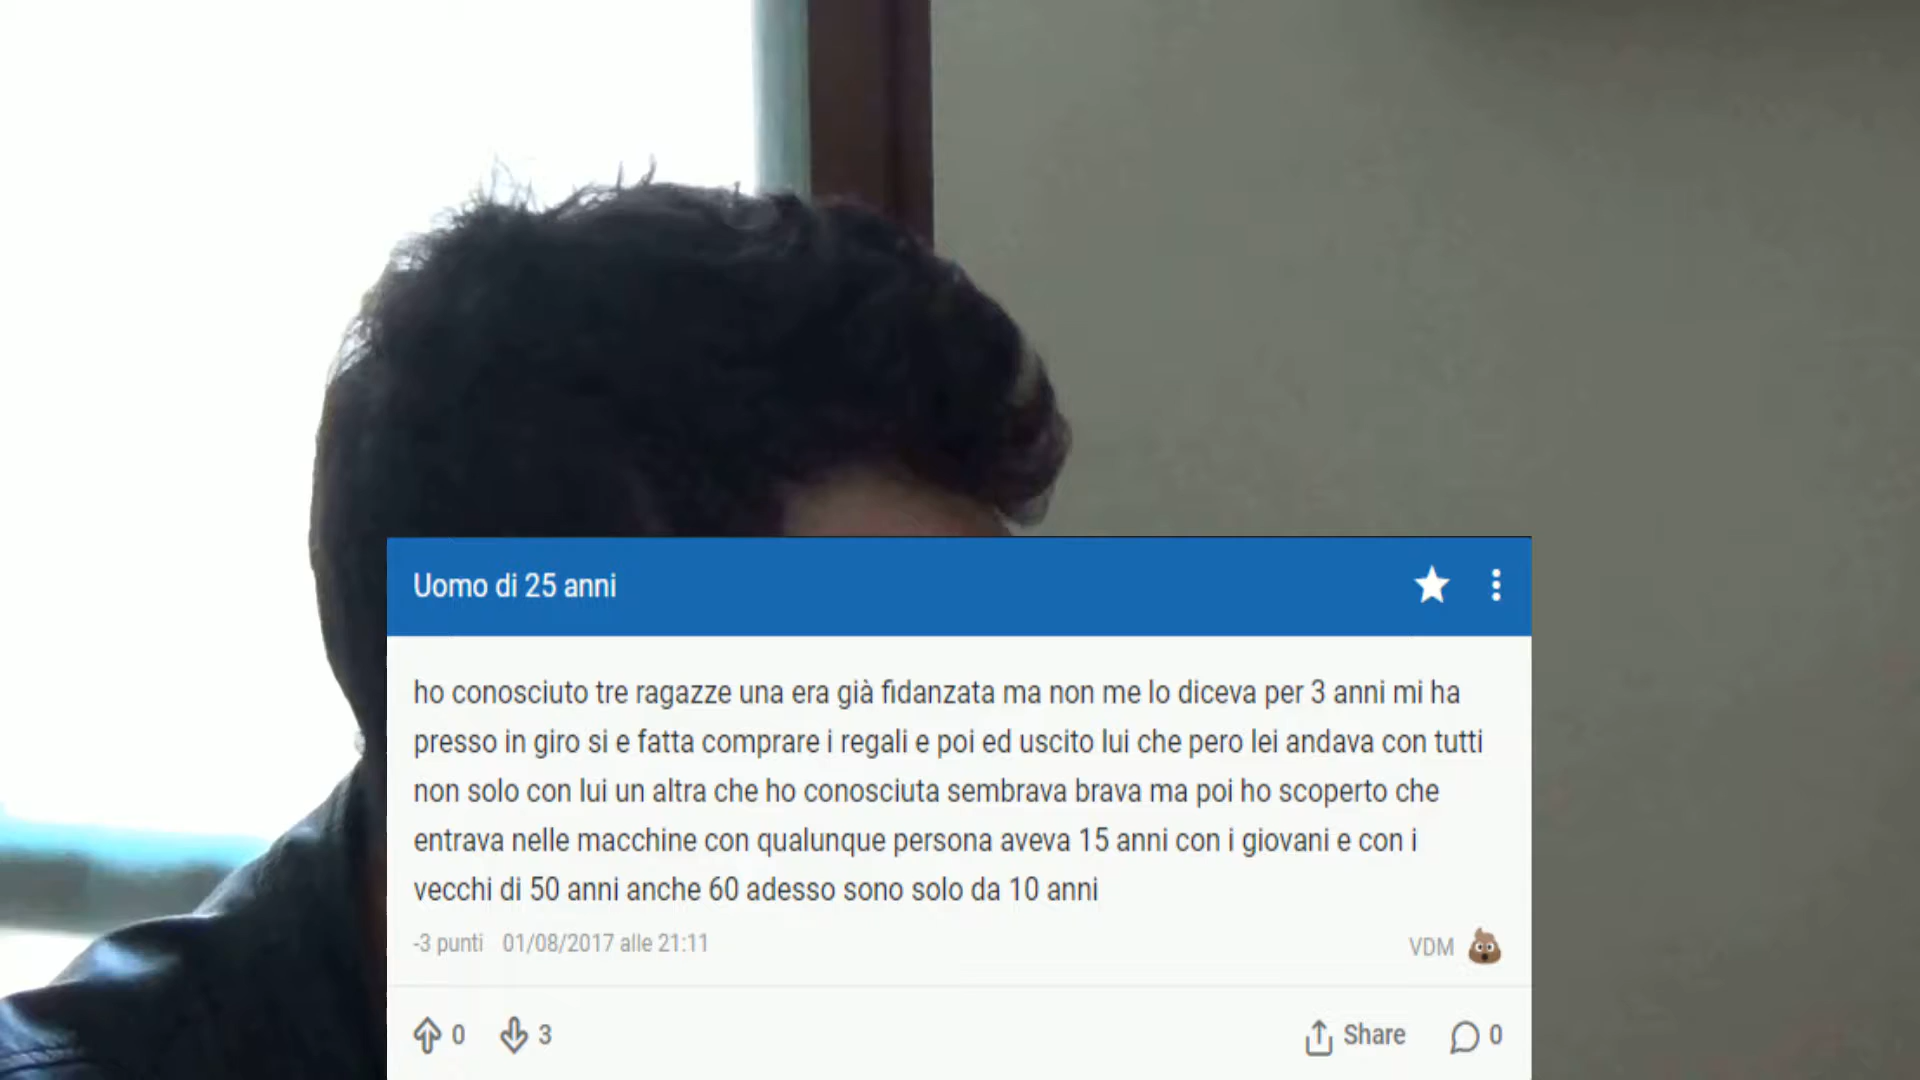 Uomo di 25 anni
ho conosciuto tre ragazze una era già fidanzata ma non me lo diceva per 3 anni mi ha
presso in giro si e fatta comprare i regali e poi ed uscito lui che pero lei andava con tutti
non solo con lui un altra che ho conosciuta sembrava brava ma poi ho scoperto che
entrava nelle macchine con qualunque persona aveva 15 anni con i giovani e con i
vecchi di 50 anni anche 60 adesso sono solo da 10 anni
-3 punti 01/08/2017 alle 21:11 VDM
0 3 Share 0